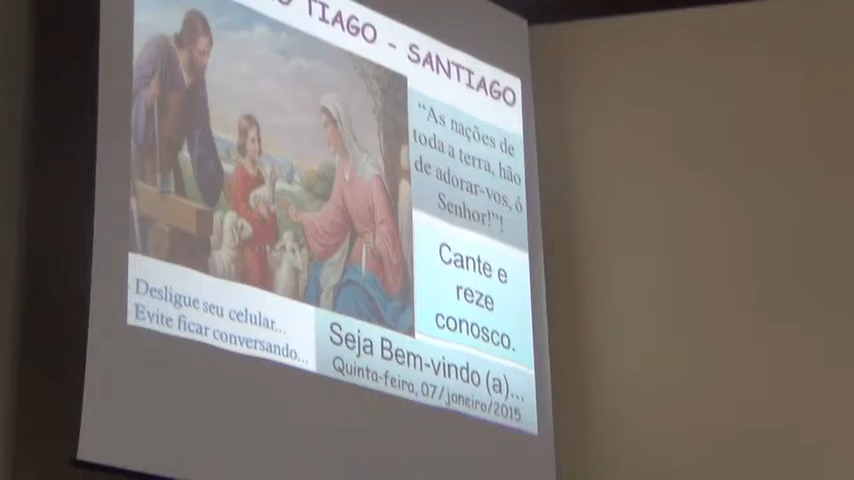 TIAGO - SANTIAGO
“As nações de
toda a terra, hão
de adorar-vos, ó
Senhor!”!
Cante e
reze
conosco.
Desligue seu celular...
Evite ficar conversando...
Seja Bem-vindo (a)...
Quinta-feira, 07/janeiro/2015.